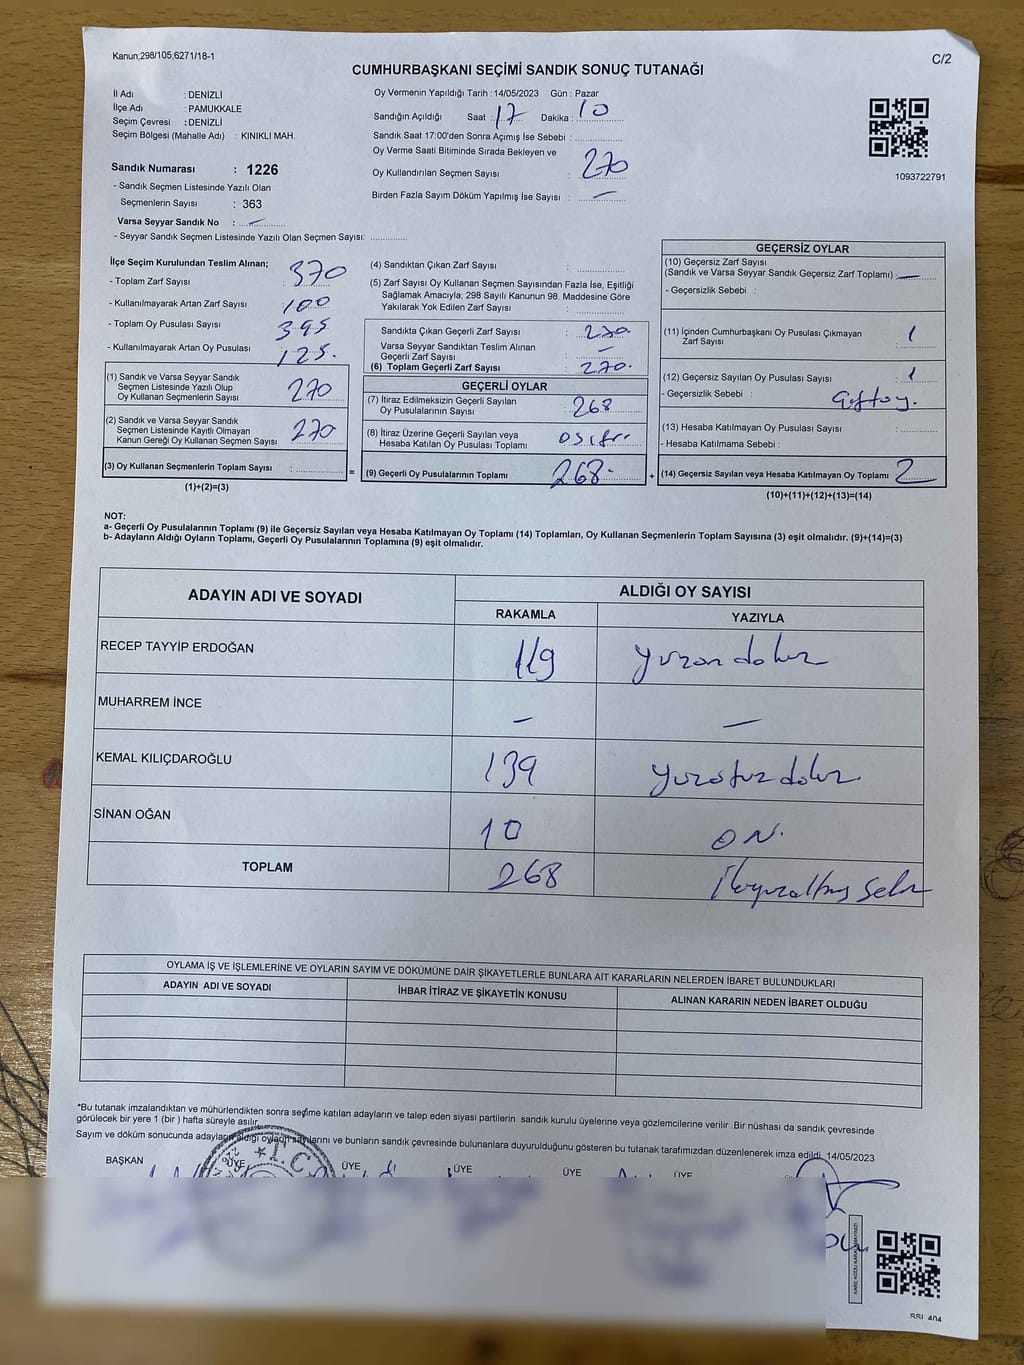 Kanun;298/105;6271/18-1
C/2
CUMHURBAŞKANI SEÇİMİ SANDIK SONUÇ TUTANAĞI
İl Adı : DENİZLİ
İlçe Adı : PAMUKKALE
Seçim Çevresi : DENİZLİ
Seçim Bölgesi (Mahalle Adı) : KINIKLI MAH.
Sandık Numarası : 1226
- Sandık Seçmen Listesinde Yazılı Olan
Seçmenlerin Sayısı : 363
Varsa Seyyar Sandık No : —
- Seyyar Sandık Seçmen Listesinde Yazılı Olan Seçmen Sayısı: ............
Oy Vermenin Yapıldığı Tarih :14/05/2023 Gün : Pazar
Sandığın Açıldığı Saat : 17 Dakika : 10
Sandık Saat 17:00'den Sonra Açımış İse Sebebi : ............
Oy Verme Saati Bitiminde Sırada Bekleyen ve
Oy Kullandırılan Seçmen Sayısı : 270
Birden Fazla Sayım Döküm Yapılmış İse Sayısı : —
1093722791
İlçe Seçim Kurulundan Teslim Alınan;
- Toplam Zarf Sayısı : 370
- Kullanılmayarak Artan Zarf Sayısı : 100
- Toplam Oy Pusulası Sayısı : 395
- Kullanılmayarak Artan Oy Pusulası : 125.
(1) Sandık ve Varsa Seyyar Sandık
Seçmen Listesinde Yazılı Olup
Oy Kullanan Seçmenlerin Sayısı : 270
(2) Sandık ve Varsa Seyyar Sandık
Seçmen Listesinde Kayıtlı Olmayan
Kanun Gereği Oy Kullanan Seçmen Sayısı : 270
(3) Oy Kullanan Seçmenlerin Toplam Sayısı : ............ =
(1)+(2)=(3)
(4) Sandıktan Çıkan Zarf Sayısı : ............
(5) Zarf Sayısı Oy Kullanan Seçmen Sayısından Fazla İse, Eşitliği
Sağlamak Amacıyla; 298 Sayılı Kanunun 98. Maddesine Göre
Yakılarak Yok Edilen Zarf Sayısı : ............
Sandıkta Çıkan Geçerli Zarf Sayısı : 270.
Varsa Seyyar Sandıktan Teslim Alınan
Geçerli Zarf Sayısı : —
(6) Toplam Geçerli Zarf Sayısı : 270.
GEÇERLİ OYLAR
(7) İtiraz Edilmeksizin Geçerli Sayılan
Oy Pusulalarının Sayısı : 268
(8) İtiraz Üzerine Geçerli Sayılan veya
Hesaba Katılan Oy Pusulası Toplamı : 0 sıfır.
(9) Geçerli Oy Pusulalarının Toplamı : 268- +
GEÇERSİZ OYLAR
(10) Geçersiz Zarf Sayısı
(Sandık ve Varsa Seyyar Sandık Geçersiz Zarf Toplamı) : —
- Geçersizlik Sebebi :
(11) İçinden Cumhurbaşkanı Oy Pusulası Çıkmayan
Zarf Sayısı : 1
(12) Geçersiz Sayılan Oy Pusulası Sayısı : 1
- Geçersizlik Sebebi : Çift oy.
(13) Hesaba Katılmayan Oy Pusulası Sayısı : ............
- Hesaba Katılmama Sebebi :
(14) Geçersiz Sayılan veya Hesaba Katılmayan Oy Toplamı : 2
(10)+(11)+(12)+(13)=(14)
NOT:
a- Geçerli Oy Pusulalarının Toplamı (9) ile Geçersiz Sayılan veya Hesaba Katılmayan Oy Toplamı (14) Toplamları, Oy Kullanan Seçmenlerin Toplam Sayısına (3) eşit olmalıdır. (9)+(14)=(3)
b- Adayların Aldığı Oyların Toplamı, Geçerli Oy Pusulalarının Toplamına (9) eşit olmalıdır.
ADAYIN ADI VE SOYADI ALDIĞI OY SAYISI
RAKAMLA YAZIYLA
RECEP TAYYİP ERDOĞAN 119 yüzon dokuz
MUHARREM İNCE — —
KEMAL KILIÇDAROĞLU 139 yüzotuz dokuz
SİNAN OĞAN 10 ON.
TOPLAM 268 ikiyüzaltmış sekiz
OYLAMA İŞ VE İŞLEMLERİNE VE OYLARIN SAYIM VE DÖKÜMÜNE DAİR ŞİKAYETLERLE BUNLARA AİT KARARLARIN NELERDEN İBARET BULUNDUKLARI
ADAYIN ADI VE SOYADI İHBAR İTİRAZ VE ŞİKAYETİN KONUSU ALINAN KARARIN NEDEN İBARET OLDUĞU
*Bu tutanak imzalandıktan ve mühürlendikten sonra seçime katılan adayların ve talep eden siyasi partilerin sandık kurulu üyelerine veya gözlemcilerine verilir .Bir nüshası da sandık çevresinde
görülecek bir yere 1 (bir ) hafta süreyle asılır.
Sayım ve döküm sonucunda adayların aldığı oyların sayılarını ve bunların sandık çevresinde bulunanlara duyurulduğunu gösteren bu tutanak tarafımızdan düzenlenerek imza edildi. 14/05/2023
BAŞKAN ÜYE ÜYE ÜYE ÜYE ÜYE
T.C.